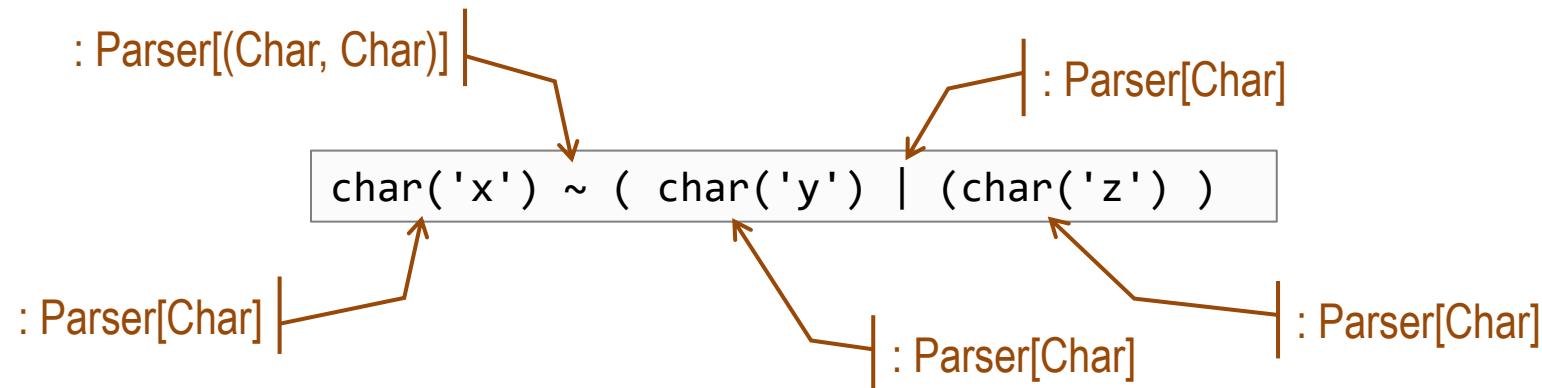 : Parser[(Char, Char)]
: Parser[Char]
char('x') ~ ( char('y') | (char('z') )
: Parser[Char]
: Parser[Char]
: Parser[Char]